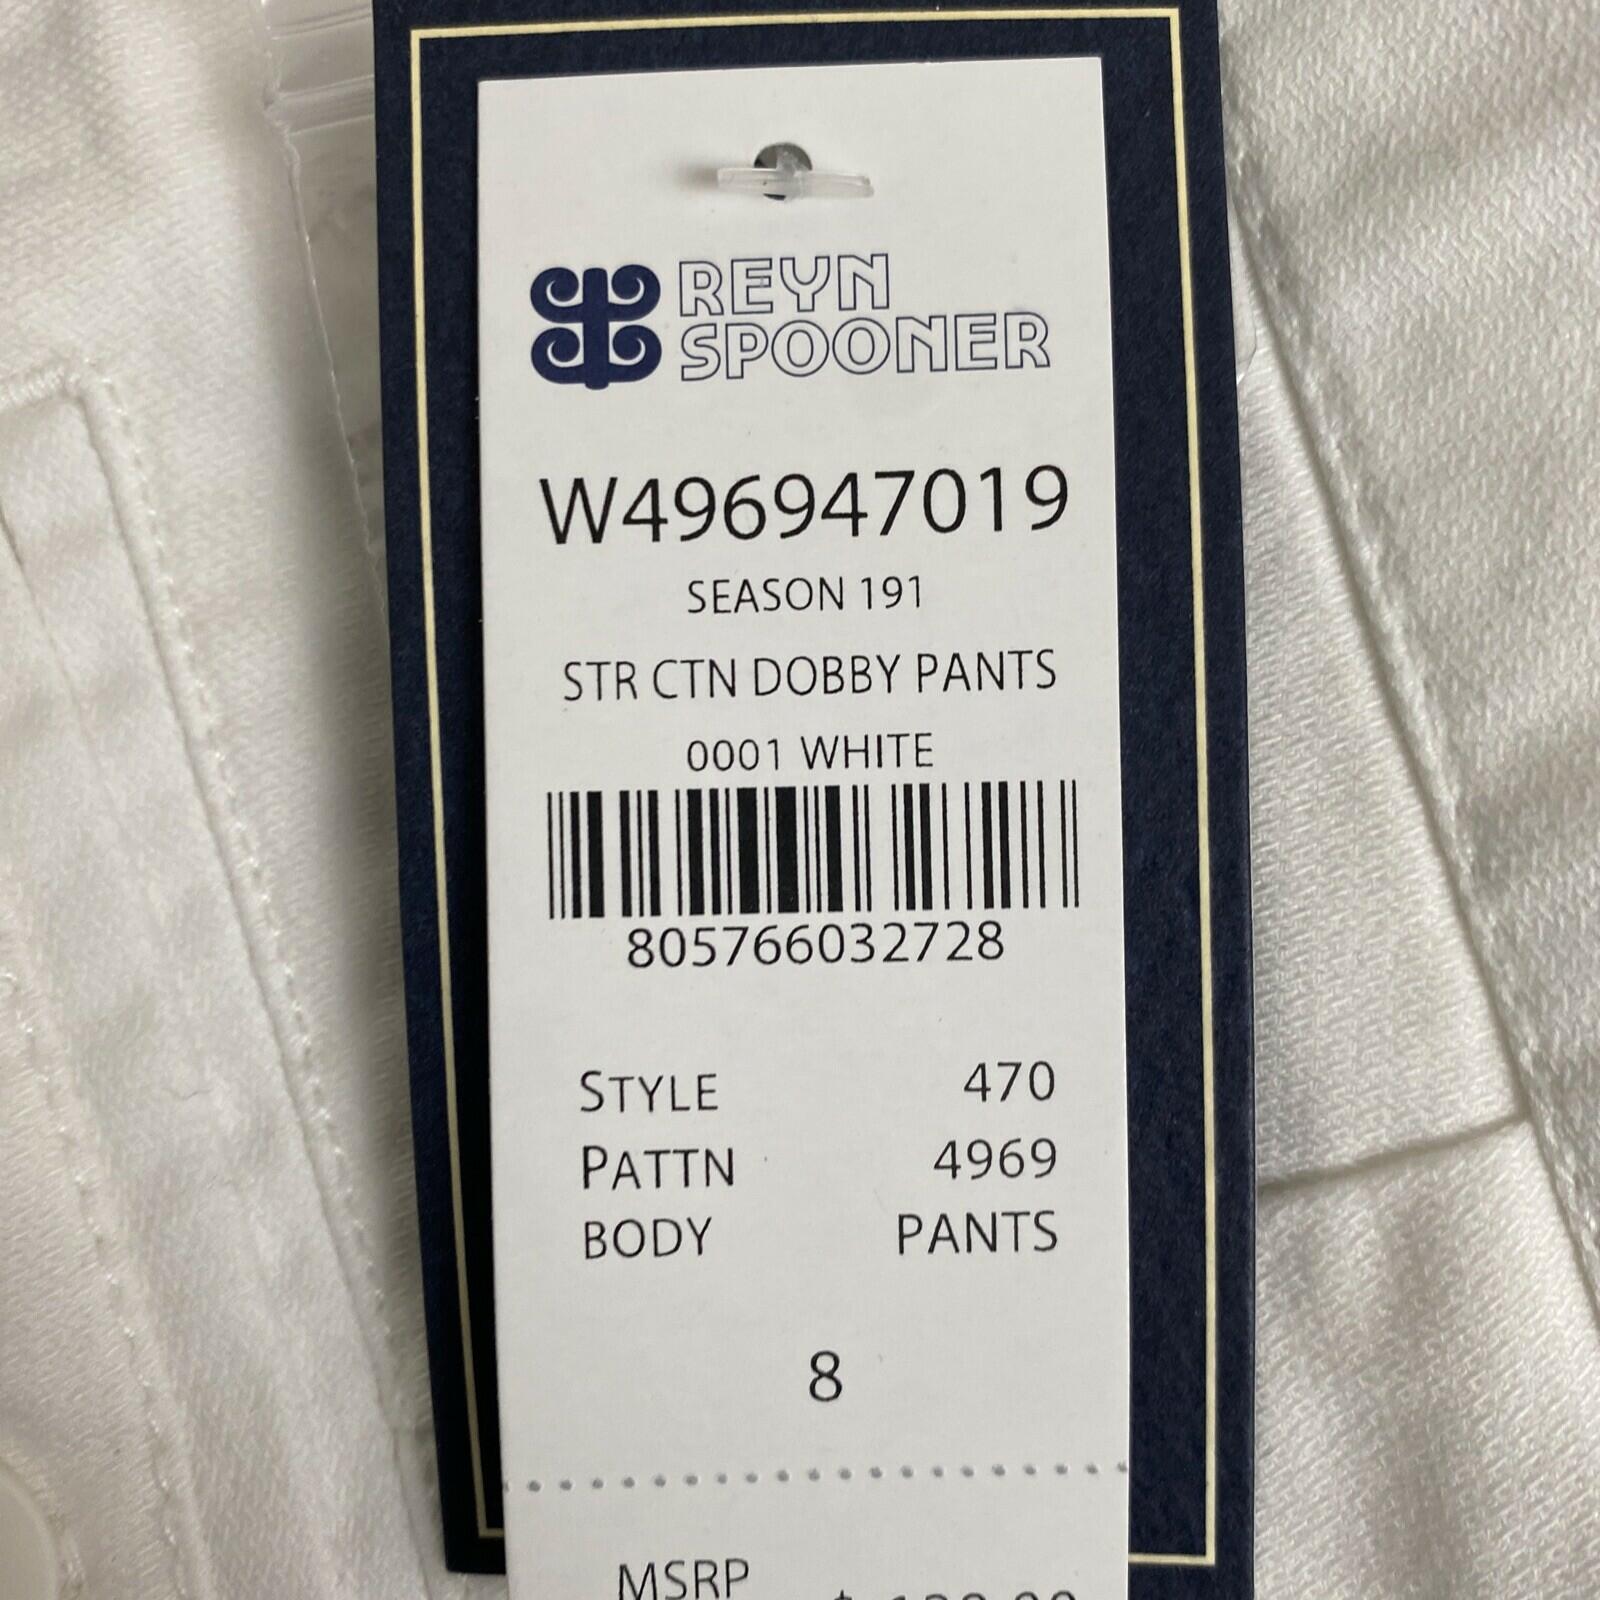 REYN
SPOONER
W496947019
SEASON 191
STR CTN DOBBY PANTS
0001 WHITE
805766032728
STYLE 470
PATTN 4969
BODY PANTS
8
MSRP